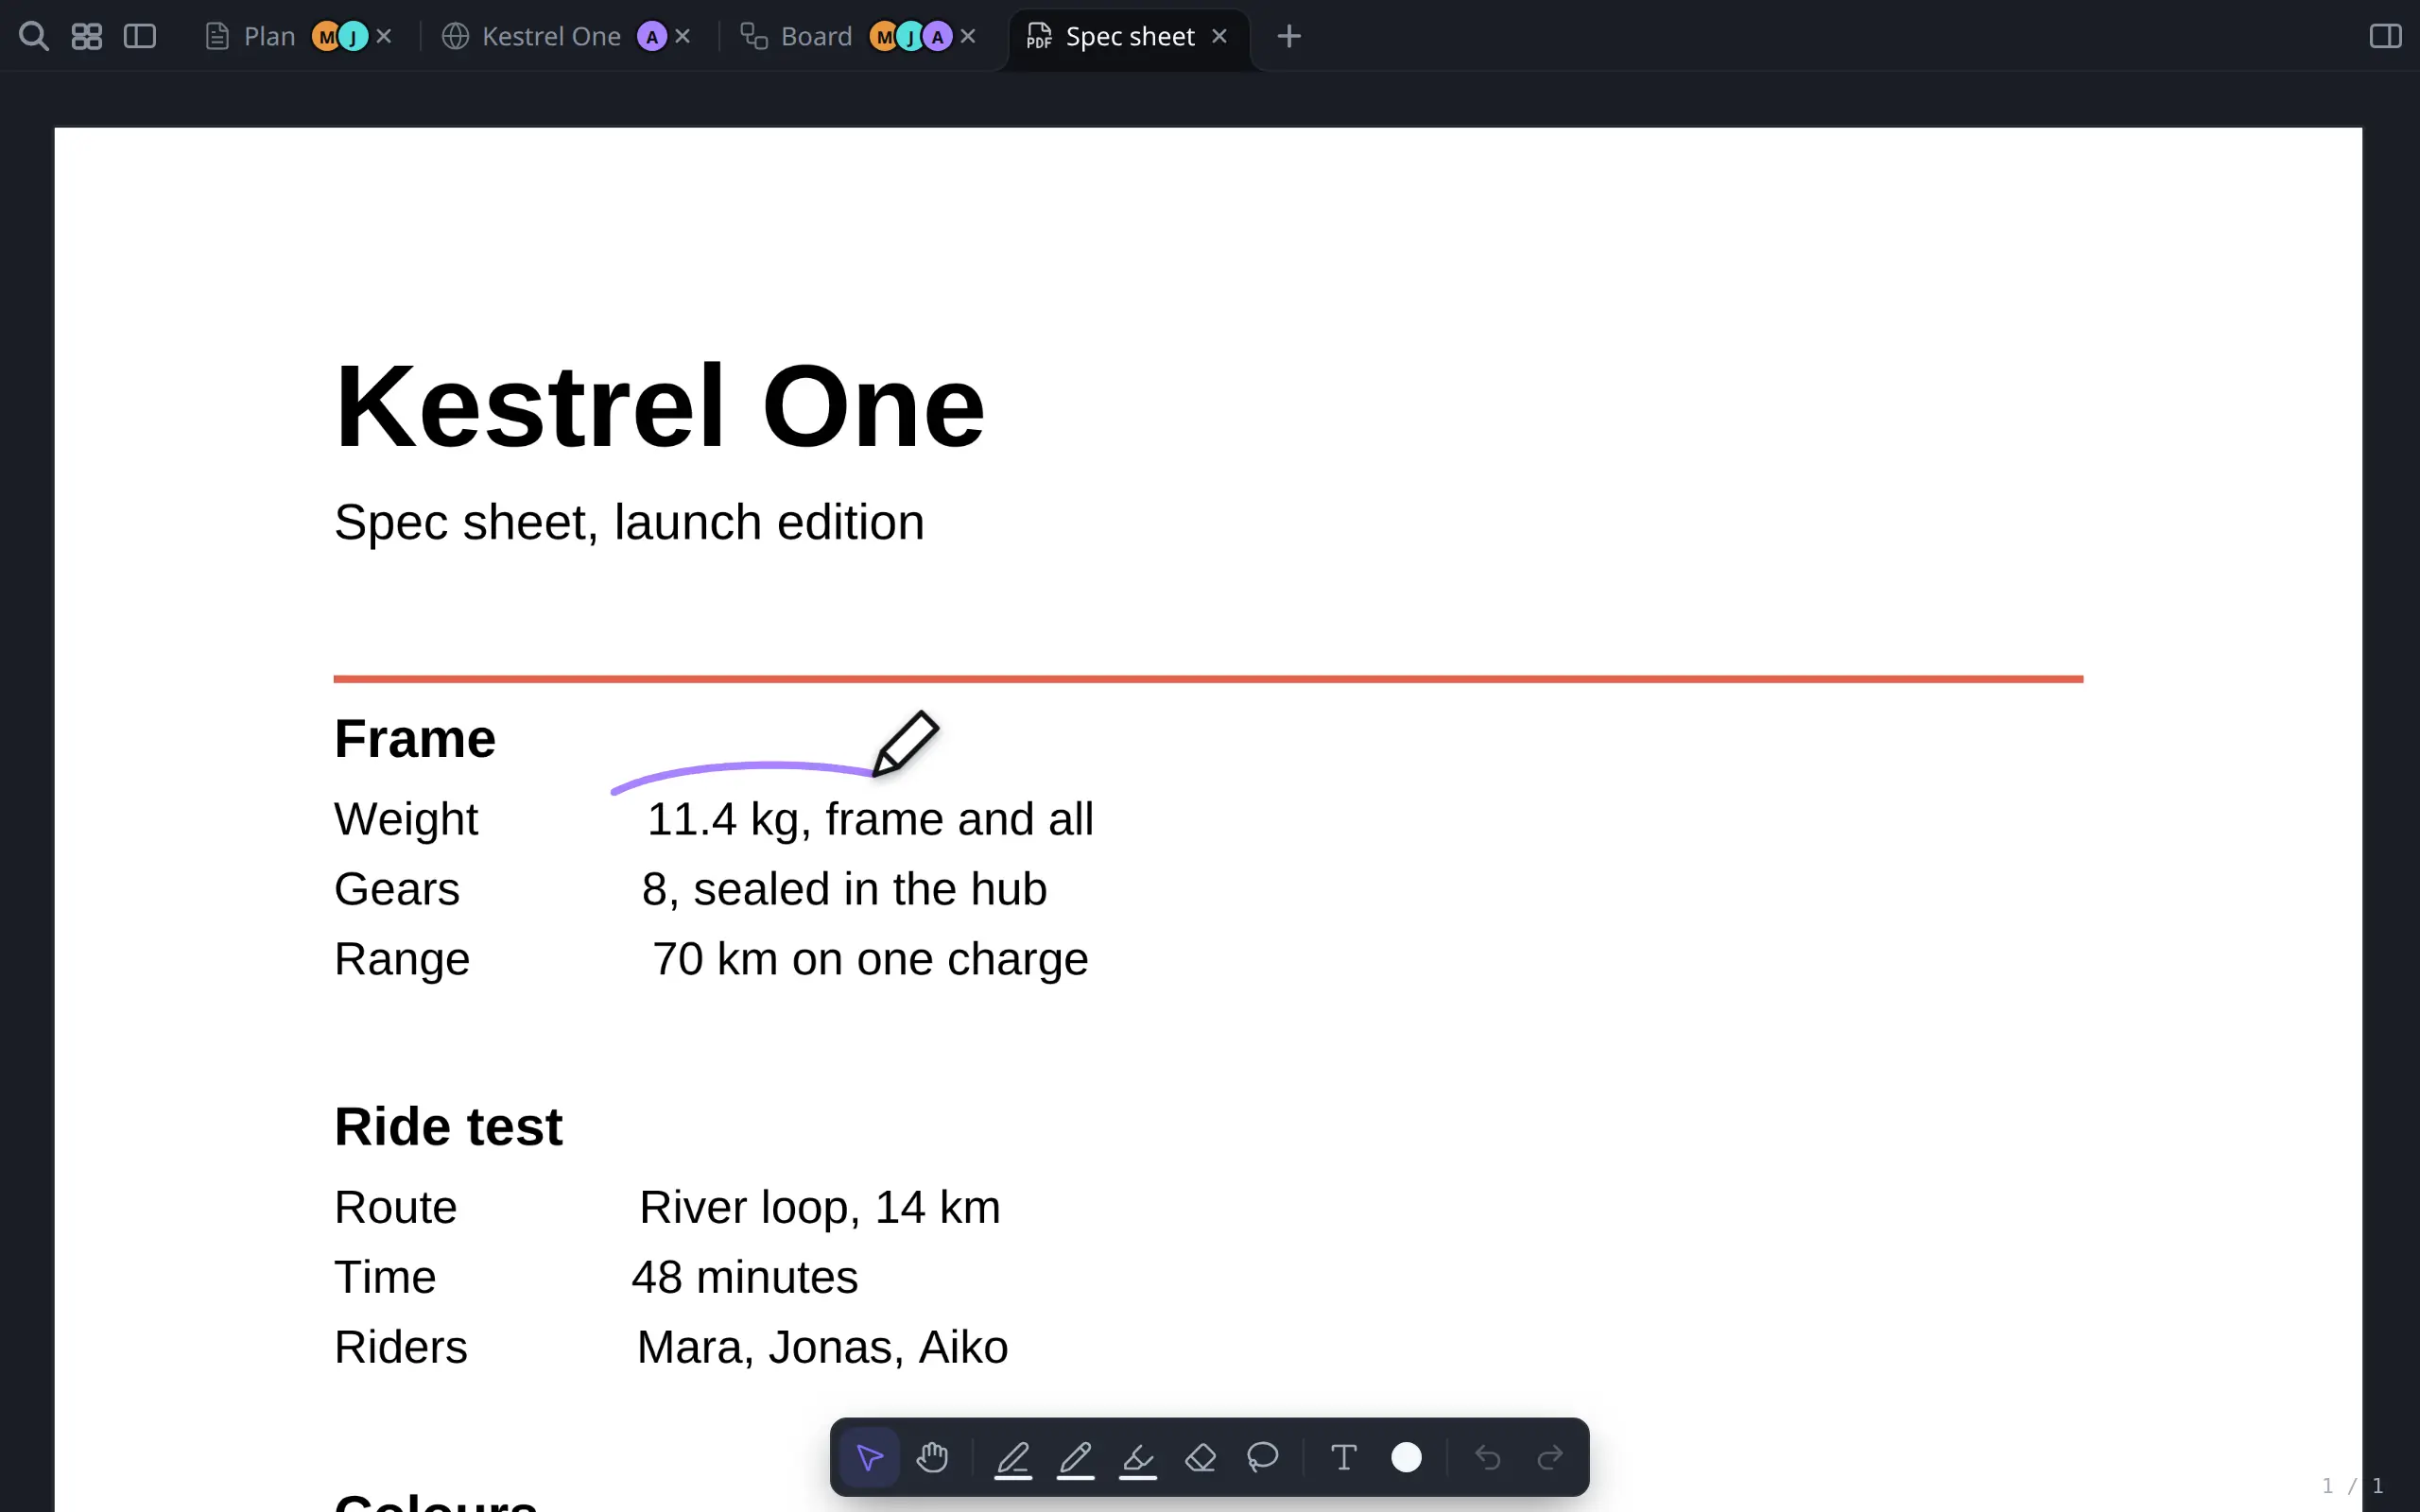 Plan M J
Kestrel One A
Board M J A
PDF Spec sheet
Kestrel One
Spec sheet, launch edition
Frame
Weight 11.4 kg, frame and all
Gears 8, sealed in the hub
Range 70 km on one charge
Ride test
Route River loop, 14 km
Time 48 minutes
Riders Mara, Jonas, Aiko
Colours
T
1 / 1